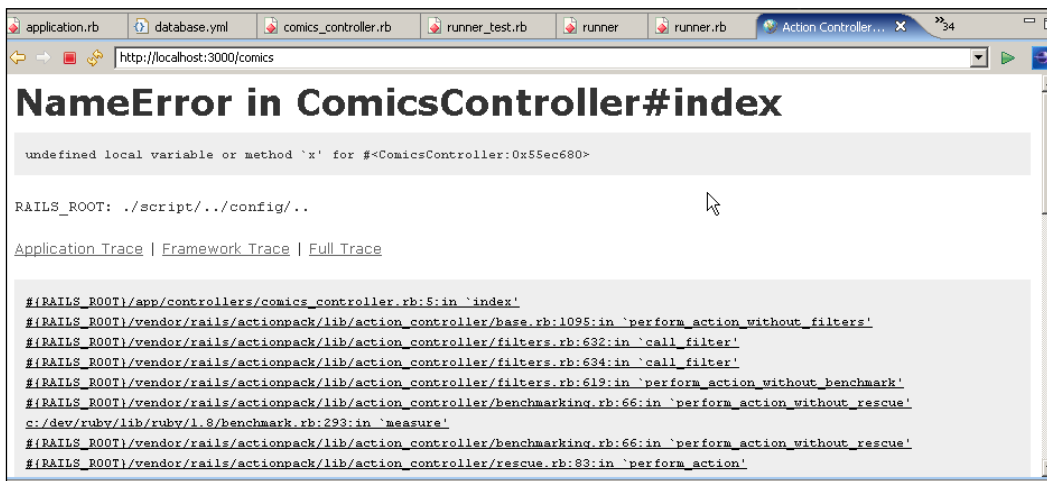 application.rb database.yml comics_controller.rb runner_test.rb runner runner.rb Action Controller... 34
http://localhost:3000/comics
NameError in ComicsController#index
undefined local variable or method `x' for #<ComicsController:0x55ec680>
RAILS_ROOT: ./script/../config/..
Application Trace | Framework Trace | Full Trace
#{RAILS_ROOT}/app/controllers/comics_controller.rb:5:in `index'
#{RAILS_ROOT}/vendor/rails/actionpack/lib/action_controller/base.rb:1095:in `perform_action_without_filters'
#{RAILS_ROOT}/vendor/rails/actionpack/lib/action_controller/filters.rb:632:in `call_filter'
#{RAILS_ROOT}/vendor/rails/actionpack/lib/action_controller/filters.rb:634:in `call_filter'
#{RAILS_ROOT}/vendor/rails/actionpack/lib/action_controller/filters.rb:619:in `perform_action_without_benchmark'
#{RAILS_ROOT}/vendor/rails/actionpack/lib/action_controller/benchmarking.rb:66:in `perform_action_without_rescue'
c:/dev/ruby/lib/ruby/1.8/benchmark.rb:293:in `measure'
#{RAILS_ROOT}/vendor/rails/actionpack/lib/action_controller/benchmarking.rb:66:in `perform_action_without_rescue'
#{RAILS_ROOT}/vendor/rails/actionpack/lib/action_controller/rescue.rb:83:in `perform_action'